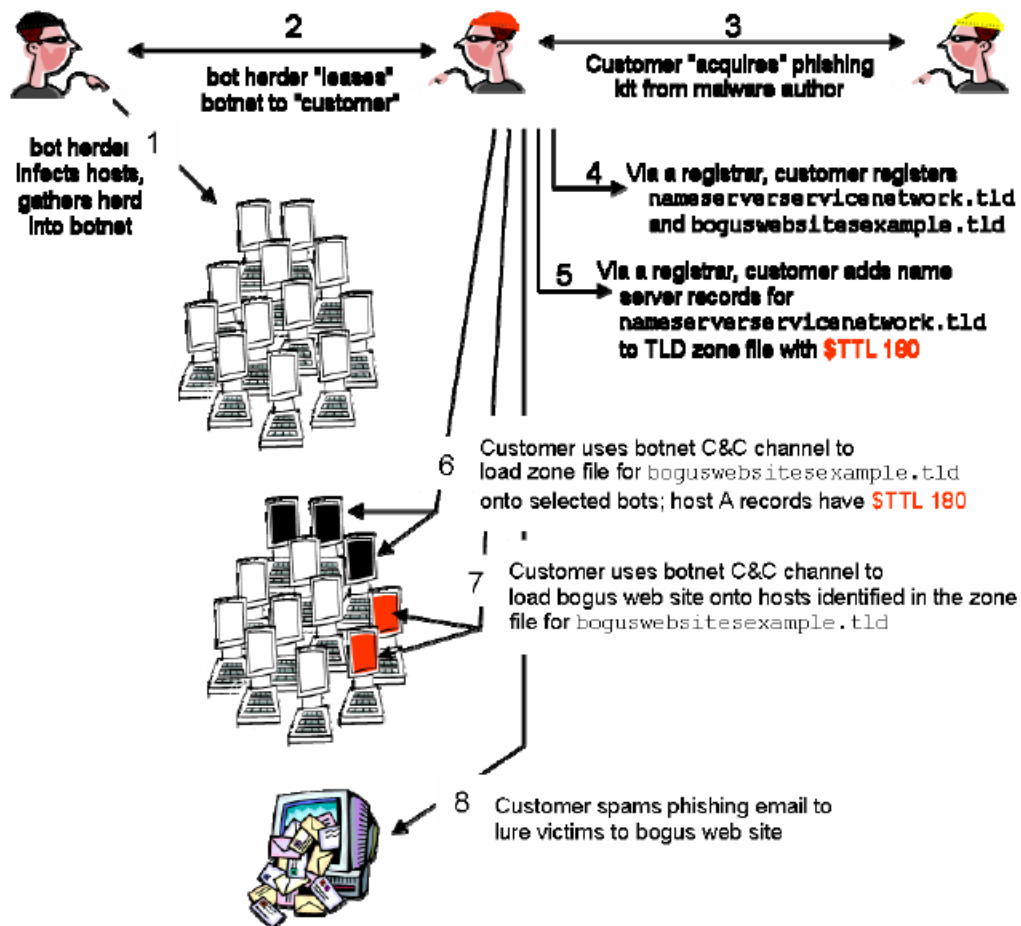 2
bot herder "leases"
botnet to "customer"
3
Customer "acquires" phishing
kit from malware author
1
bot herder
infects hosts,
gathers herd
into botnet
4
Via a registrar, customer registers
nameserverservicenetwork.tld
and boguswebsitesexample.tld
5
Via a registrar, customer adds name
server records for
nameserverservicenetwork.tld
to TLD zone file with $TTL 180
6
Customer uses botnet C&C channel to
load zone file for boguswebsitesexample.tld
onto selected bots; host A records have $TTL 180
7
Customer uses botnet C&C channel to
load bogus web site onto hosts identified in the zone
file for boguswebsitesexample.tld
8
Customer spams phishing email to
lure victims to bogus web site